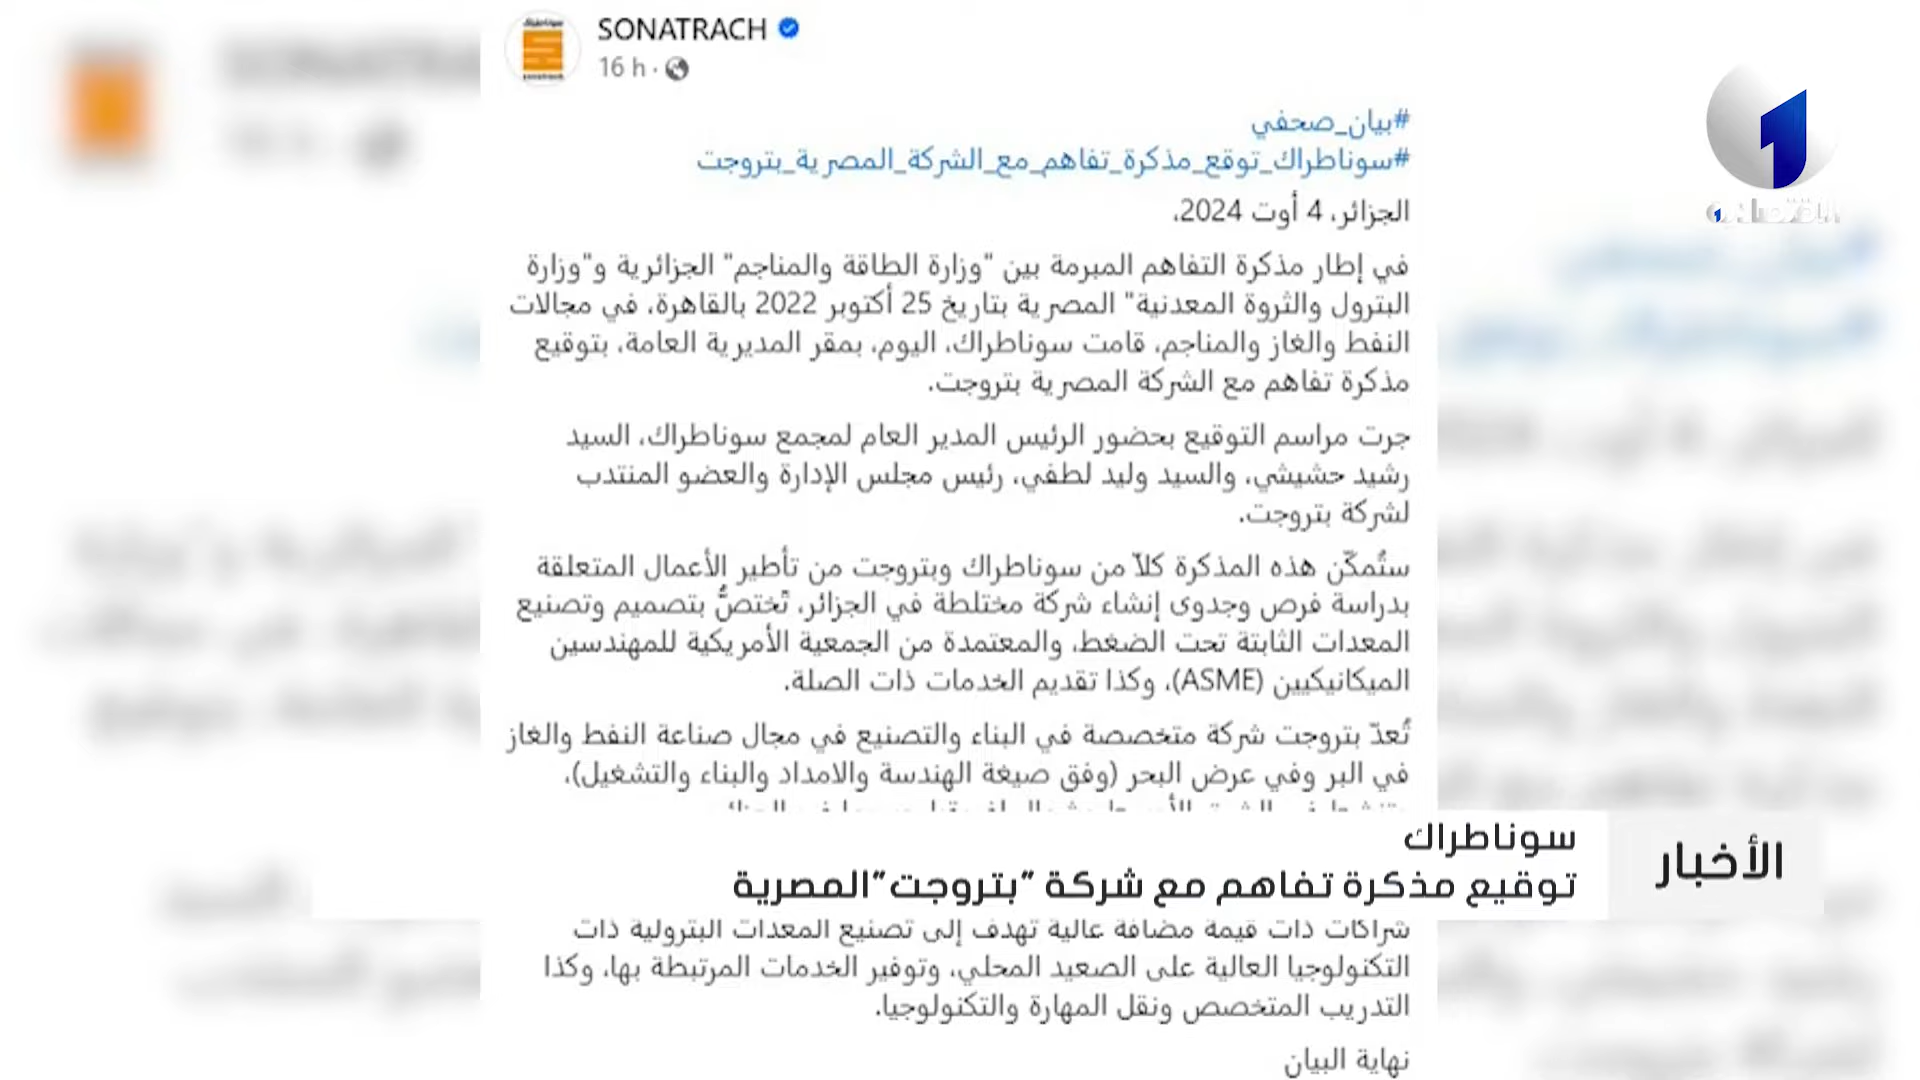 SONATRACH
16 h
#بيان_صحفي
#سوناطراك_توقع_مذكرة_تفاهم_مع_الشركة_المصرية_بتروجت
الجزائر، 4 أوت 2024،
في إطار مذكرة التفاهم المبرمة بين "وزارة الطاقة والمناجم" الجزائرية و"وزارة
البترول والثروة المعدنية" المصرية بتاريخ 25 أكتوبر 2022 بالقاهرة، في مجالات
النفط والغاز والمناجم، قامت سوناطراك، اليوم، بمقر المديرية العامة، بتوقيع
مذكرة تفاهم مع الشركة المصرية بتروجت.
جرت مراسم التوقيع بحضور الرئيس المدير العام لمجمع سوناطراك، السيد
رشيد حشيشي، والسيد وليد لطفي، رئيس مجلس الإدارة والعضو المنتدب
لشركة بتروجت.
ستُمكّن هذه المذكرة كلاّ من سوناطراك وبتروجت من تأطير الأعمال المتعلقة
بدراسة فرص وجدوى إنشاء شركة مختلطة في الجزائر، تَختصُّ بتصميم وتصنيع
المعدات الثابتة تحت الضغط، والمعتمدة من الجمعية الأمريكية للمهندسين
الميكانيكيين (ASME)، وكذا تقديم الخدمات ذات الصلة.
تُعدّ بتروجت شركة متخصصة في البناء والتصنيع في مجال صناعة النفط والغاز
في البر وفي عرض البحر (وفق صيغة الهندسة والامداد والبناء والتشغيل)،
الأخبار
سوناطراك
توقيع مذكرة تفاهم مع شركة "بتروجت"المصرية
شراكات ذات قيمة مضافة عالية تهدف إلى تصنيع المعدات البترولية ذات
التكنولوجيا العالية على الصعيد المحلي، وتوفير الخدمات المرتبطة بها، وكذا
التدريب المتخصص ونقل المهارة والتكنولوجيا.
نهاية البيان